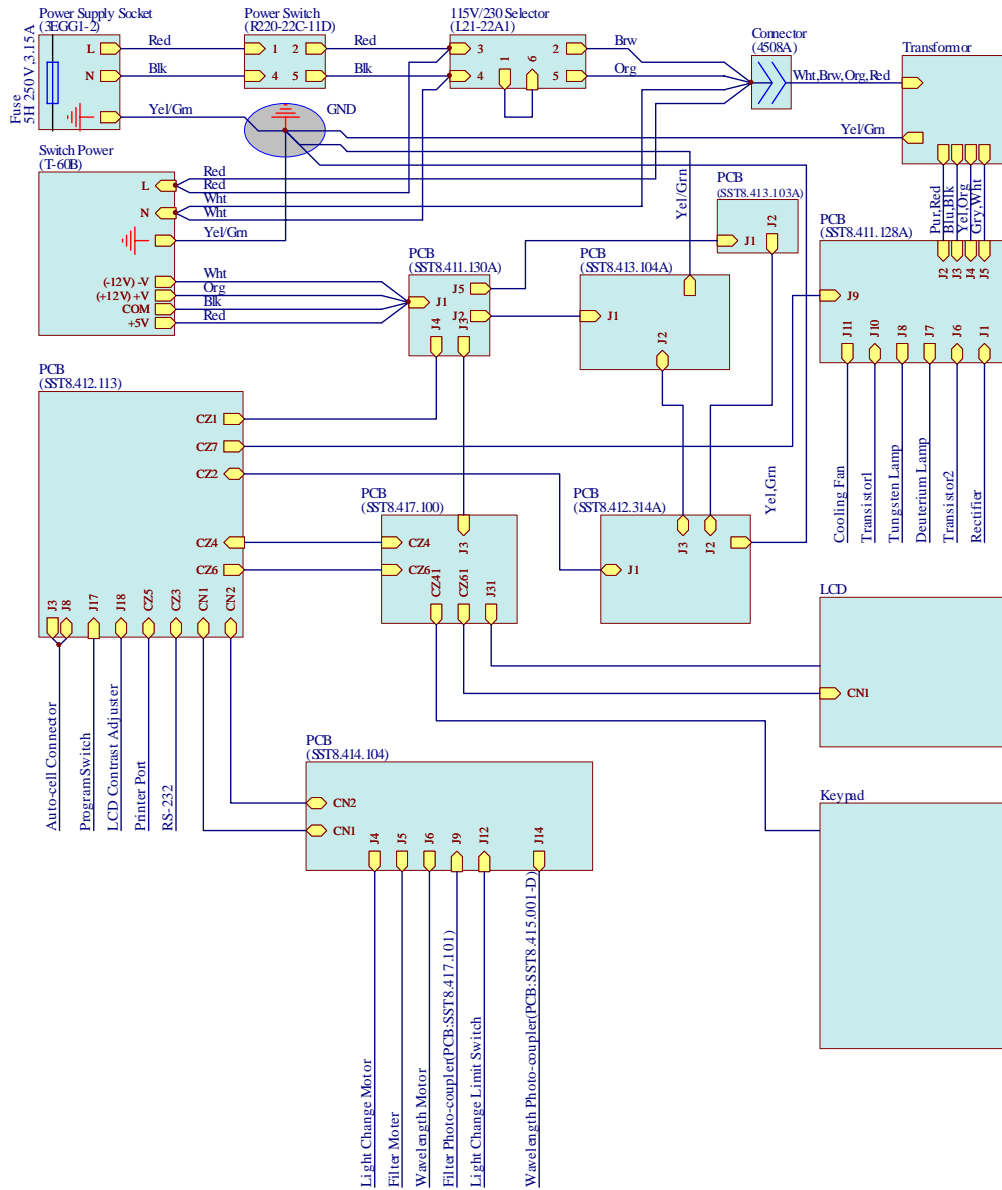 Power Supply Socket
(3EGG1-2)
Fuse
5H 250V,3.15A
L
N
Red
Blk
Yel/Grn
Power Switch
(R220-22C-11D)
1
2
4
5
Red
Blk
GND
115V/230 Selector
(L21-22A1)
3
2
4
5
1
6
Brw
Org
Connector
(4508A)
Wht,Brw,Org,Red
Transformor
Yel/Grn
Switch Power
(T-60B)
L
N
Red
Red
Wht
Wht
Yel/Grn
(-12V) -V
(+12V) +V
COM
+5V
Wht
Org
Blk
Red
PCB
(SST8.411.130A)
J1
J5
J2
J4
J3
PCB
(SST8.413.104A)
J1
J2
Yel/Grn
PCB
(SST8.413.103A)
J1
J2
Pur,Red
Blu,Blk
Yel,Org
Gry,Wht
PCB
(SST8.411.128A)
J2
J3
J4
J5
J9
J11
J10
J8
J7
J6
J1
Cooling Fan
Transistor1
Tungsten Lamp
Deuterium Lamp
Transistor2
Rectifier
PCB
(SST8.412.113)
CZ1
CZ7
CZ2
CZ4
CZ6
J3
J8
J17
J18
CZ5
CZ3
CN1
CN2
Auto-cell Connector
Program Switch
LCD Contrast Adjuster
Printer Port
RS-232
PCB
(SST8.417.100)
CZ4
CZ6
J3
CZ41
CZ61
J31
PCB
(SST8.412.314A)
J1
J3
J2
Yel,Grn
LCD
CN1
Keypad
PCB
(SST8.414.104)
CN2
CN1
J4
J5
J6
J9
J12
J14
Light Change Motor
Filter Moter
Wavelength Motor
Filter Photo-coupler(PCB:SST8.417.101)
Light Change Limit Switch
Wavelength Photo-coupler(PCB:SST8.415.001-D)